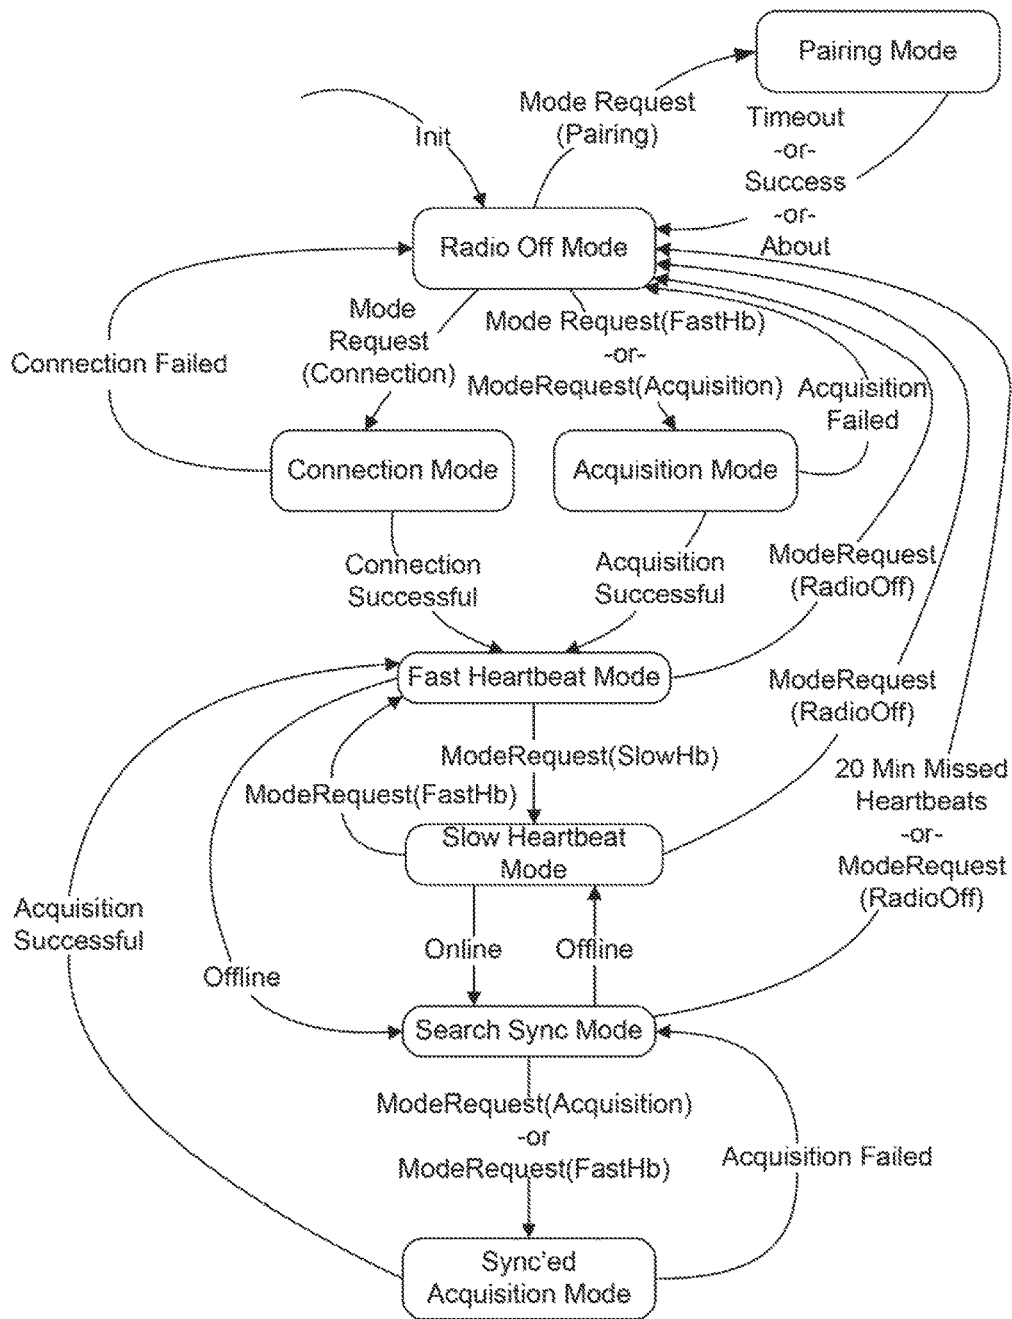 Pairing Mode
Mode Request
(Pairing)
Init
Timeout
-or-
Success
-or-
About
Radio Off Mode
Mode
Request
(Connection)
Mode Request(FastHb)
-or-
ModeRequest(Acquisition)
Connection Failed
Acquisition
Failed
Connection Mode
Acquisition Mode
Connection
Successful
Acquisition
Successful
ModeRequest
(RadioOff)
Fast Heartbeat Mode
ModeRequest
(RadioOff)
ModeRequest(SlowHb)
ModeRequest(FastHb)
20 Min Missed
Heartbeats
-or-
ModeRequest
(RadioOff)
Slow Heartbeat
Mode
Acquisition
Successful
Online
Offline
Offline
Search Sync Mode
ModeRequest(Acquisition)
-or
ModeRequest(FastHb)
Acquisition Failed
Sync'ed
Acquisition Mode